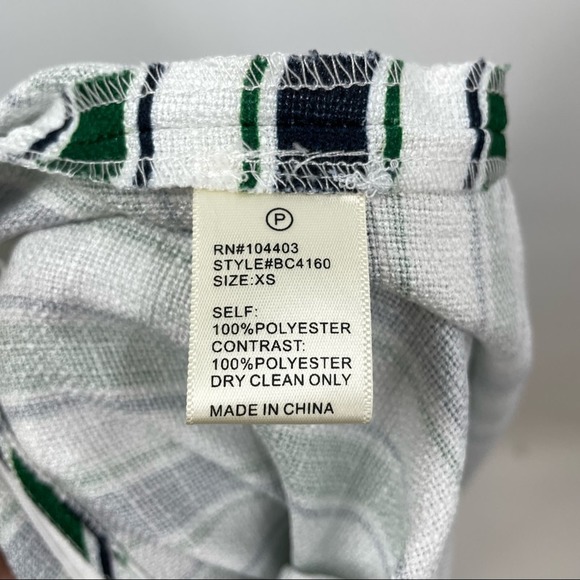 P
RN#104403
STYLE#BC4160
SIZE:XS
SELF:
100%POLYESTER
CONTRAST:
100%POLYESTER
DRY CLEAN ONLY
MADE IN CHINA